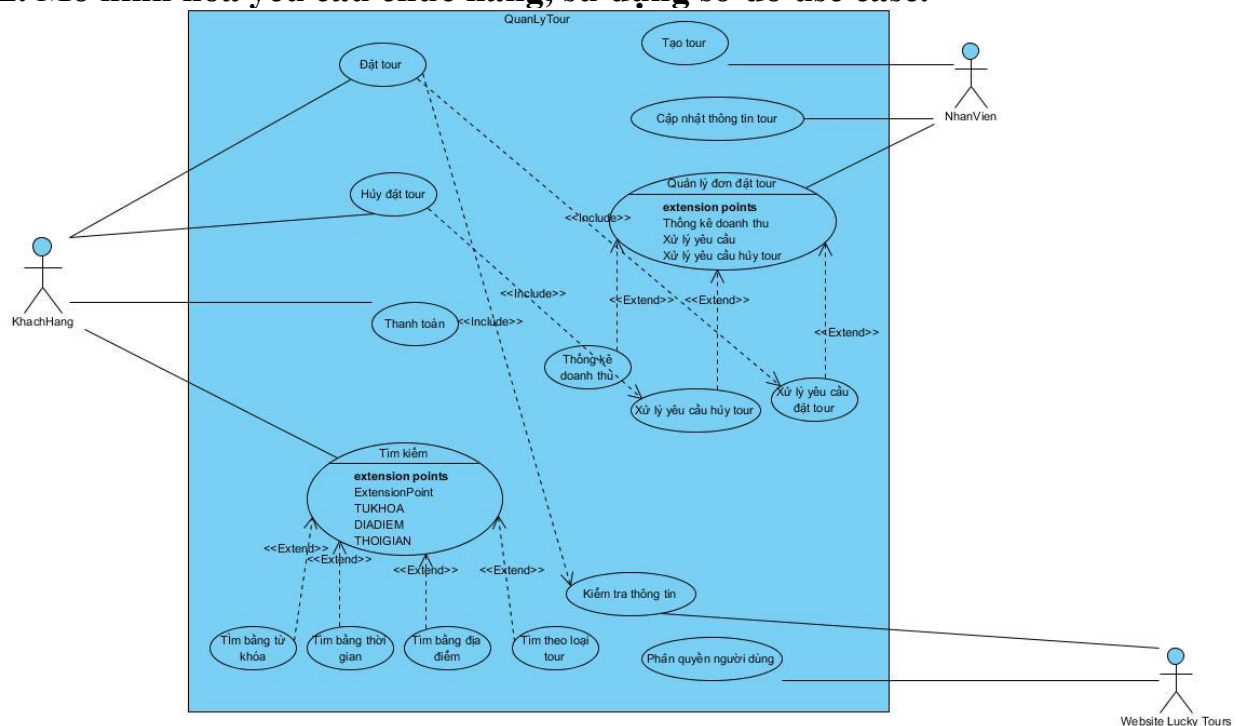 QuanLyTour
Tạo tour
Đặt tour
NhanVien
Cập nhật thông tin tour
Hủy đặt tour
Quản lý đơn đặt tour
extension points
Thống kê doanh thu
Xử lý yêu cầu
Xử lý yêu cầu hủy tour
<<Include>>
KhachHang
<<Include>>
<<Extend>>
<<Extend>>
Thanh toán
<<Include>>
<<Extend>>
Thống kê
doanh thu
Xử lý yêu cầu hủy tour
Xử lý yêu cầu
đặt tour
Tìm kiếm
extension points
ExtensionPoint
TUKHOA
DIADIEM
THOIGIAN
<<Extend>>
<<Extend>>
<<Extend>>
<<Extend>>
Kiểm tra thông tin
Tìm bằng từ
khóa
Tìm bằng thời
gian
Tìm bằng địa
điểm
Tìm theo loại
tour
Phân quyền người dùng
Website Lucky Tours